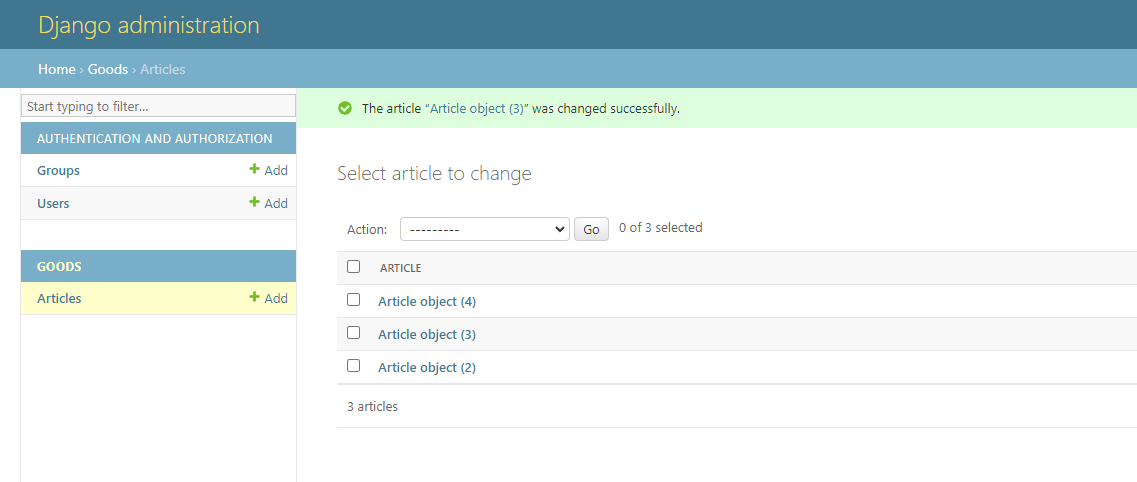 Django administration
Home › Goods › Articles
Start typing to filter...
AUTHENTICATION AND AUTHORIZATION
Groups + Add
Users + Add
GOODS
Articles + Add
The article “Article object (3)” was changed successfully.
Select article to change
Action: --------- Go 0 of 3 selected
ARTICLE
Article object (4)
Article object (3)
Article object (2)
3 articles